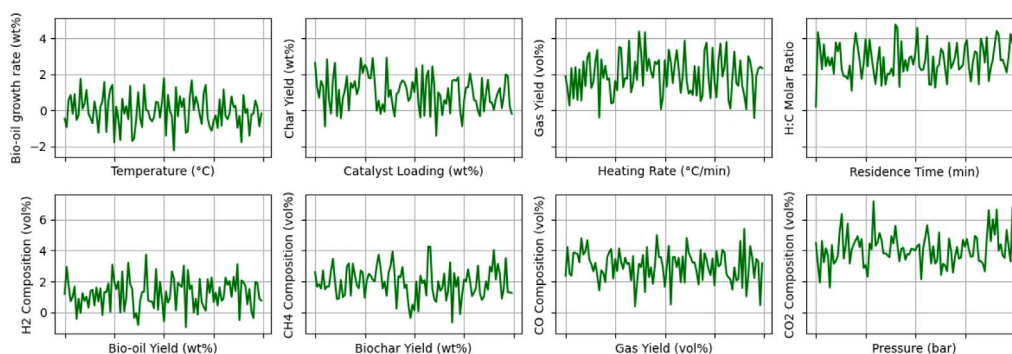 Bio-oil growth rate (wt%)
4
2
0
−2
Temperature (°C)
Char Yield (wt%)
Catalyst Loading (wt%)
Gas Yield (vol%)
Heating Rate (°C/min)
H:C Molar Ratio
Residence Time (min)
H2 Composition (vol%)
6
4
2
0
Bio-oil Yield (wt%)
CH4 Composition (vol%)
Biochar Yield (wt%)
CO Composition (vol%)
Gas Yield (vol%)
CO2 Composition (vol%)
Pressure (bar)